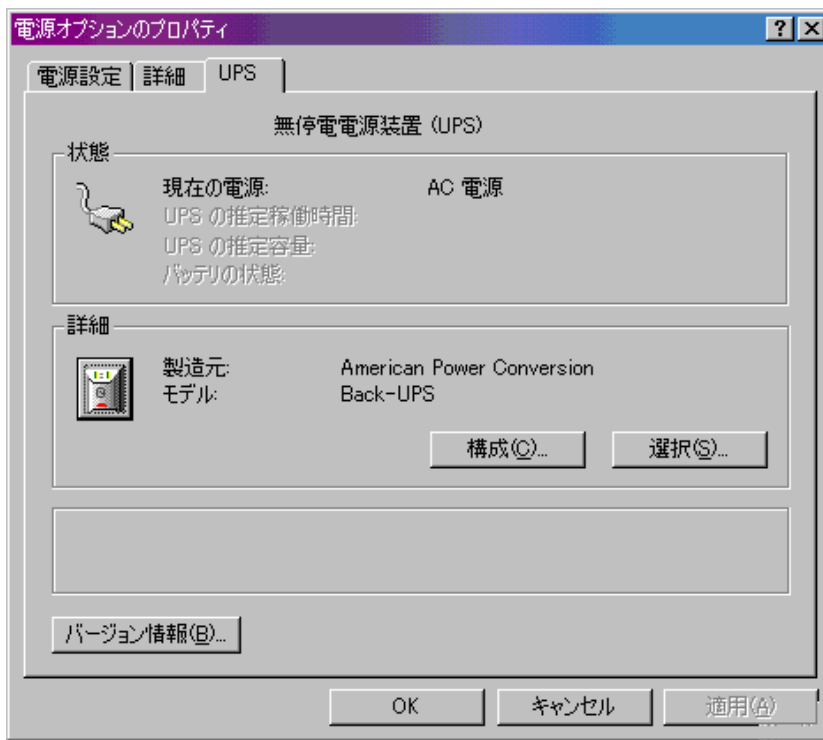 電源オプションのプロパティ
電源設定 詳細 UPS
無停電電源装置 (UPS)
状態
現在の電源: AC 電源
UPS の推定稼働時間:
UPS の推定容量:
バッテリの状態:
詳細
製造元: American Power Conversion
モデル: Back-UPS
構成(C)... 選択(S)...
バージョン情報(B)...
OK キャンセル 適用(A)